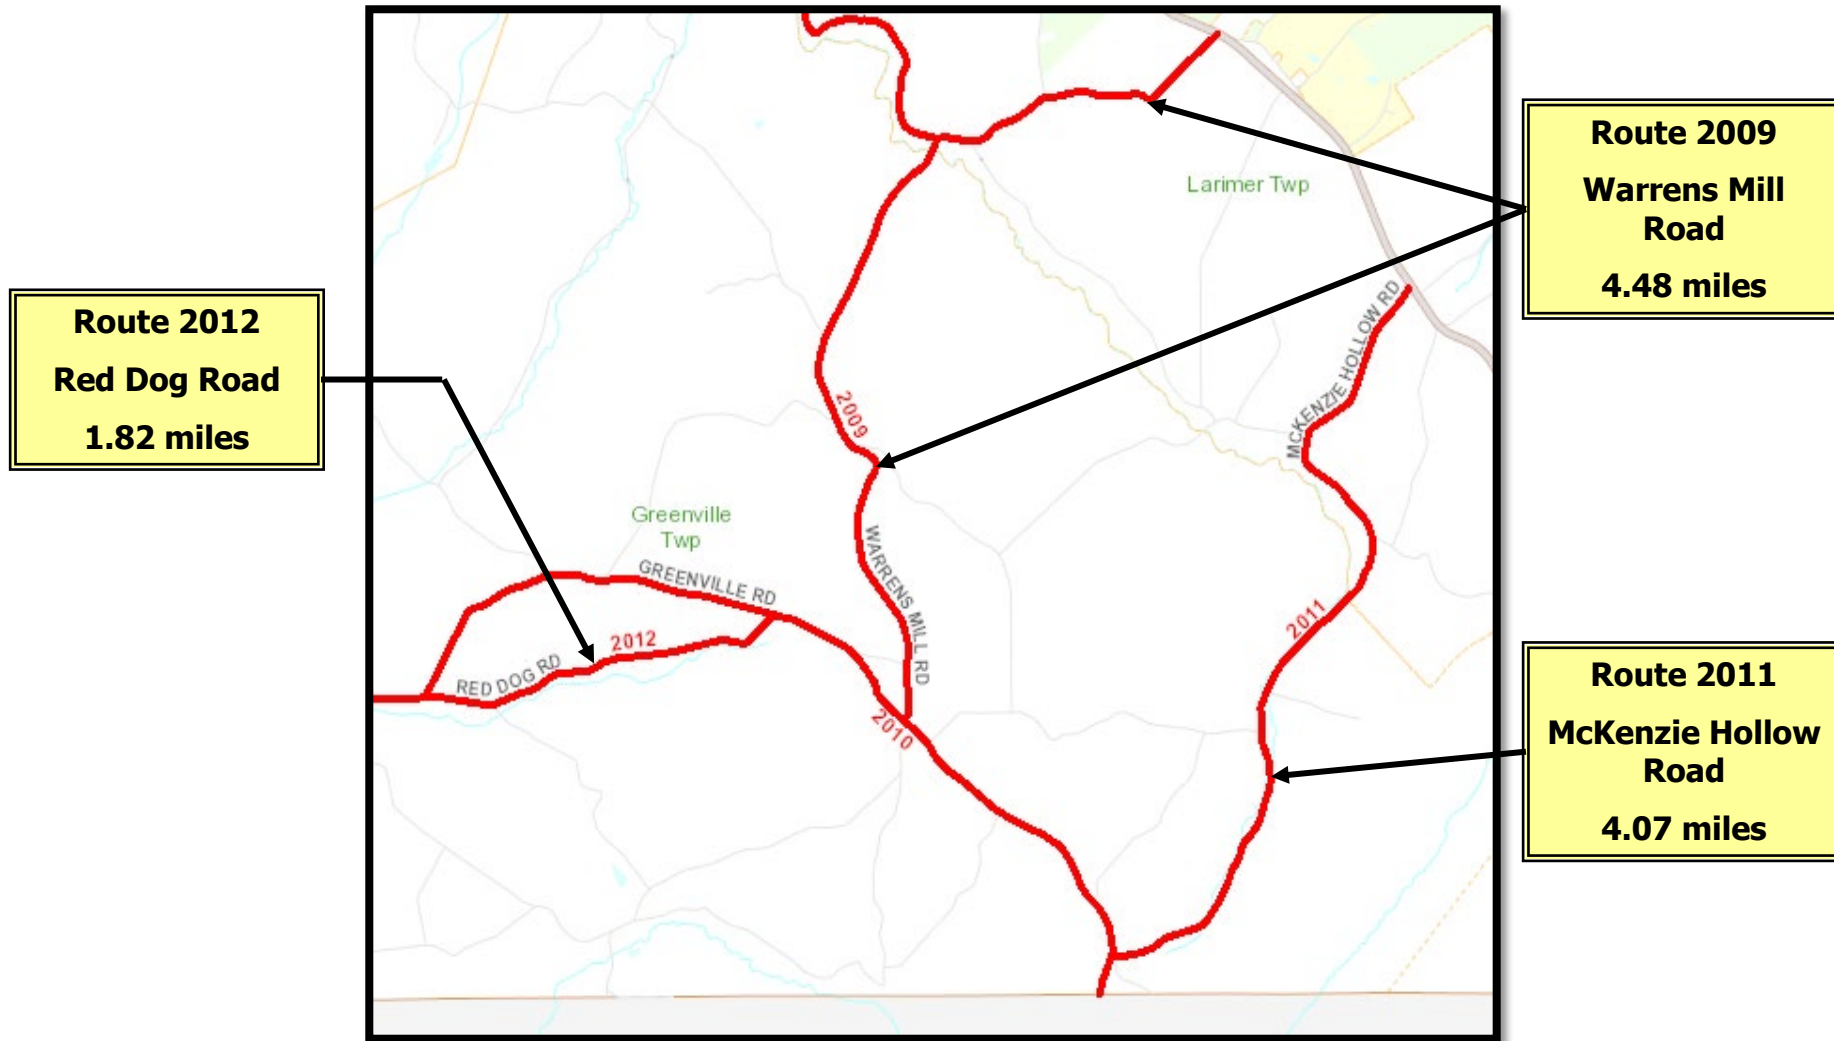 Route 2009
Warrens Mill
Road
4.48 miles
Larimer Twp
MCKENZIE HOLLOW RD
Route 2012
Red Dog Road
1.82 miles
2009
Greenville
Twp
WARRENS MILL RD
GREENVILLE RD
2012
RED DOG RD
2010
2011
Route 2011
McKenzie Hollow
Road
4.07 miles